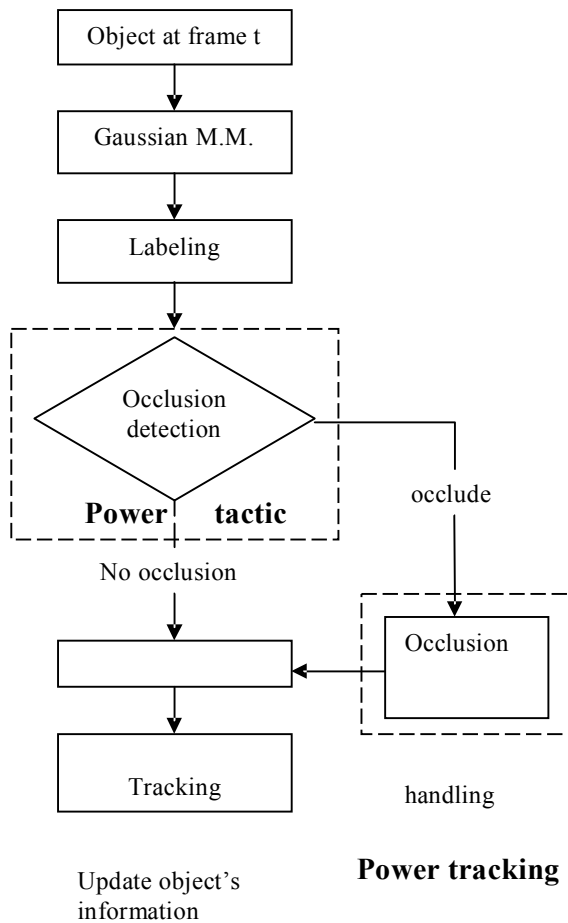 Object at frame t
Gaussian M.M.
Labeling
Occlusion
detection
Power tactic
occlude
No occlusion
Occlusion
Tracking
handling
Power tracking
Update object's
information